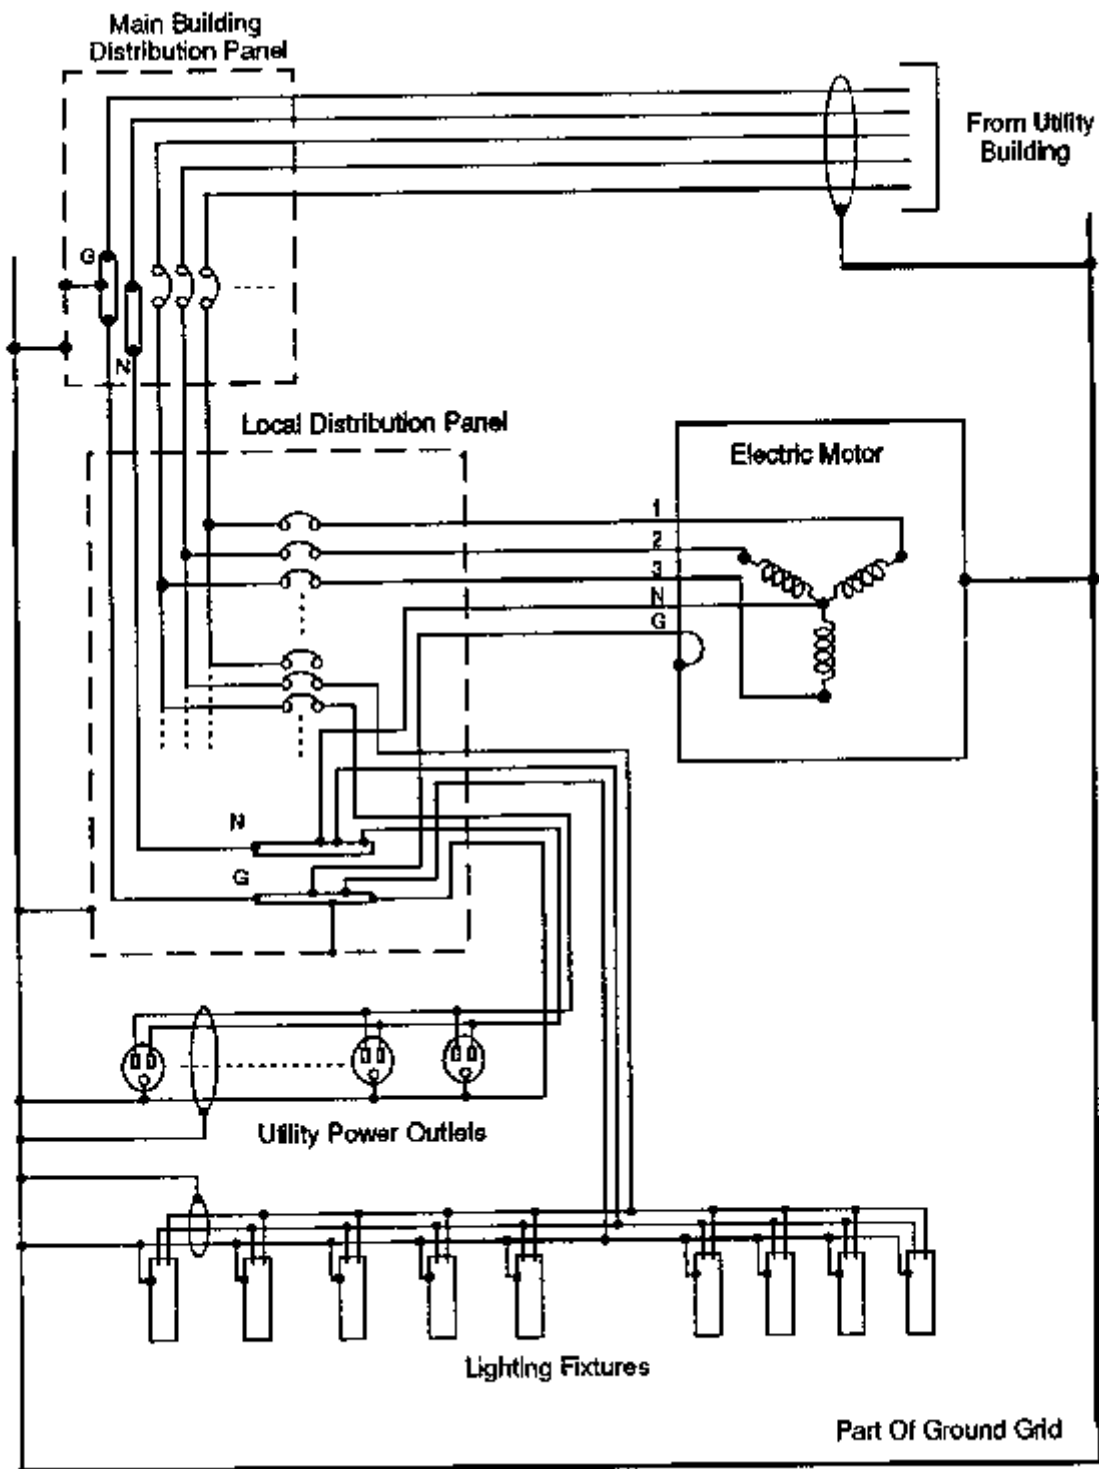 Main Building
Distribution Panel
From Utility
Building
G
N
Local Distribution Panel
Electric Motor
1
2
3
N
G
N
G
Utility Power Outlets
Lighting Fixtures
Part Of Ground Grid